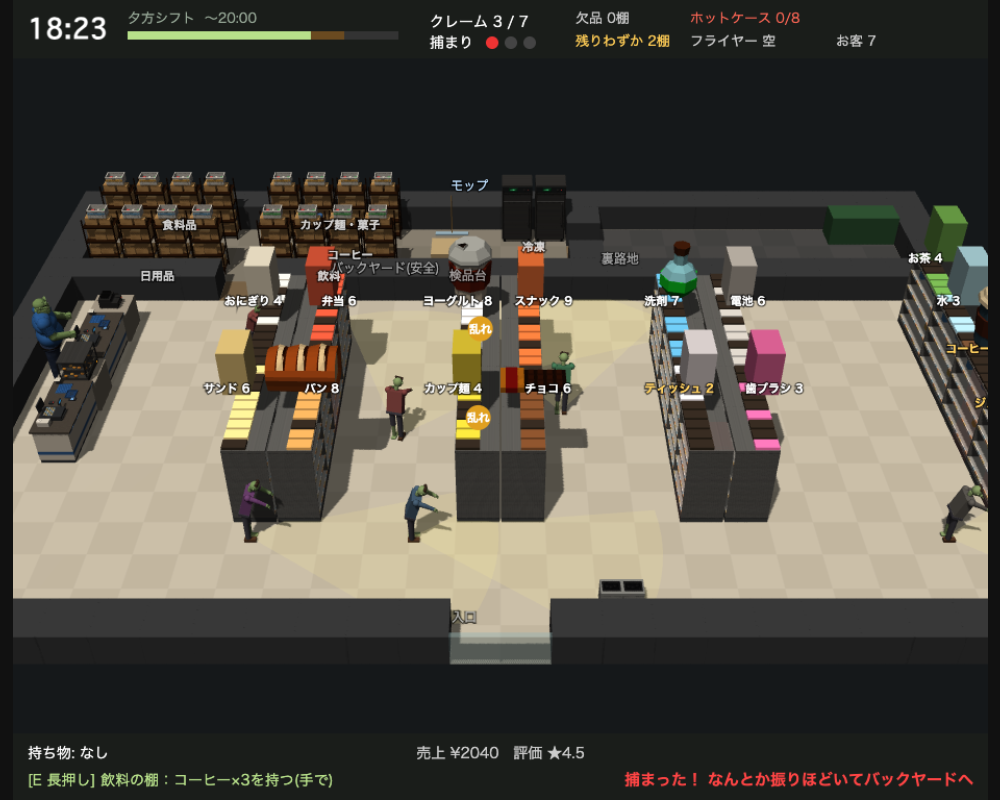 18:23
夕方シフト ～20:00
クレーム 3 / 7
捕まり
欠品 0棚
残りわずか 2棚
ホットケース 0/8
フライヤー 空
お客 7
モップ
食料品
カップ麺・菓子
日用品
コーヒー
飲料
バックヤード(安全)
検品台
冷凍
裏路地
お茶 4
氷 3
おにぎり 4
弁当 6
ヨーグルト 8
スナック 9
洗剤 7
電池 6
乱れ
コーヒー
サンド 6
パン 8
カップ麺 4
チョコ 6
ティッシュ 2
歯ブラシ 3
ジ
乱れ
入口
持ち物: なし
売上 ¥2040 評価 ★4.5
[E 長押し] 飲料の棚：コーヒー×3を持つ(手で)
捕まった！ なんとか振りほどいてバックヤードへ